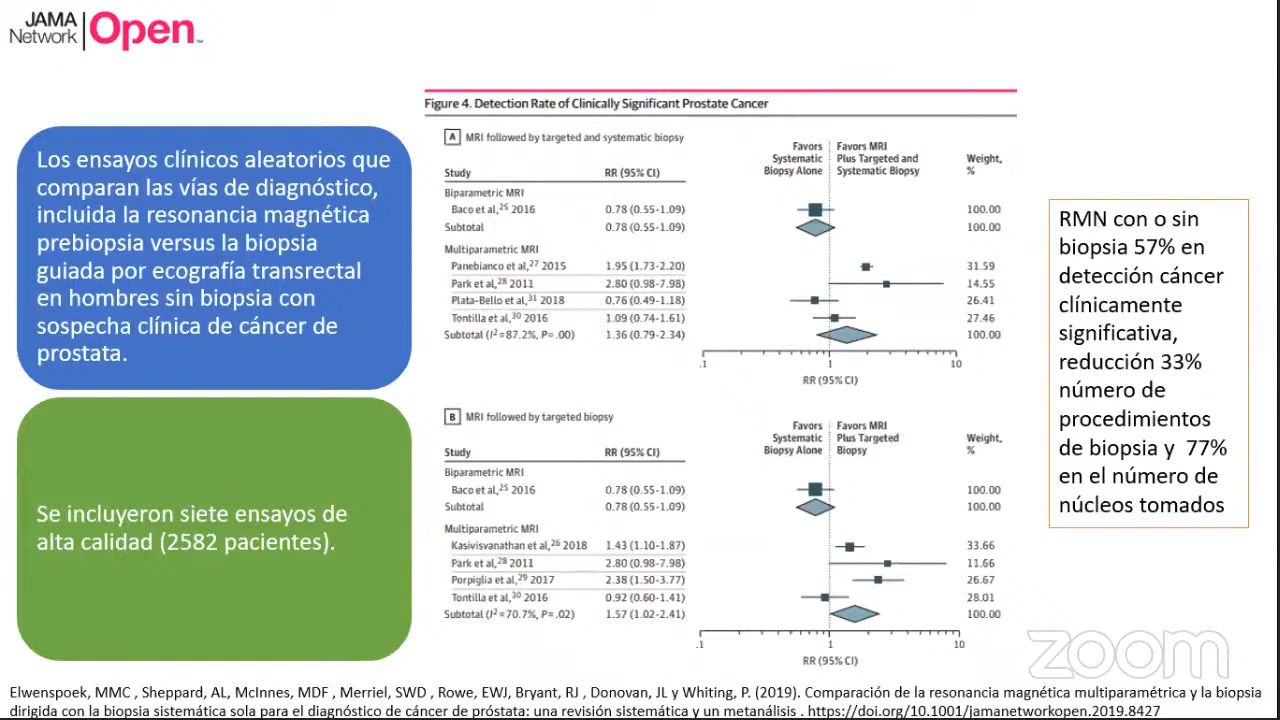 JAMA
Network Open™
Figure 4. Detection Rate of Clinically Significant Prostate Cancer
Los ensayos clínicos aleatorios que
comparan las vías de diagnóstico,
incluida la resonancia magnética
prebiopsia versus la biopsia
guiada por ecografía transrectal
en hombres sin biopsia con
sospecha clínica de cáncer de
prostata.
Se incluyeron siete ensayos de
alta calidad (2582 pacientes).
A MRI followed by targeted and systematic biopsy
Favors
Systematic
Biopsy Alone
Favors MRI
Plus Targeted and
Systematic Biopsy
Study RR (95% CI) Weight,
%
Biparametric MRI
Baco et al,25 2016 0.78 (0.55-1.09) 100.00
Subtotal 0.78 (0.55-1.09) 100.00
Multiparametric MRI
Panebianco et al,27 2015 1.95 (1.73-2.20) 31.59
Park et al,28 2011 2.80 (0.98-7.98) 14.55
Plata-Bello et al,31 2018 0.76 (0.49-1.18) 26.41
Tontilla et al,30 2016 1.09 (0.74-1.61) 27.46
Subtotal (I2=87.2%, P=.00) 1.36 (0.79-2.34) 100.00
.1 1 10
RR (95% CI)
B MRI followed by targeted biopsy
Favors
Systematic
Biopsy Alone
Favors MRI
Plus Targeted
Biopsy
Study RR (95% CI) Weight,
%
Biparametric MRI
Baco et al,25 2016 0.78 (0.55-1.09) 100.00
Subtotal 0.78 (0.55-1.09) 100.00
Multiparametric MRI
Kasivisvanathan et al,26 2018 1.43 (1.10-1.87) 33.66
Park et al,28 2011 2.80 (0.98-7.98) 11.66
Porpiglia et al,29 2017 2.38 (1.50-3.77) 26.67
Tontilla et al,30 2016 0.92 (0.60-1.41) 28.01
Subtotal (I2=70.7%, P=.02) 1.57 (1.02-2.41) 100.00
.1 1 10
RR (95% CI)
RMN con o sin
biopsia 57% en
detección cáncer
clínicamente
significativa,
reducción 33%
número de
procedimientos
de biopsia y 77%
en el número de
núcleos tomados
zoom
Elwenspoek, MMC , Sheppard, AL, McInnes, MDF , Merriel, SWD , Rowe, EWJ, Bryant, RJ , Donovan, JL y Whiting, P. (2019). Comparación de la resonancia magnética multiparamétrica y la biopsia
dirigida con la biopsia sistemática sola para el diagnóstico de cáncer de próstata: una revisión sistemática y un metanálisis . https://doi.org/10.1001/jamanetworkopen.2019.8427